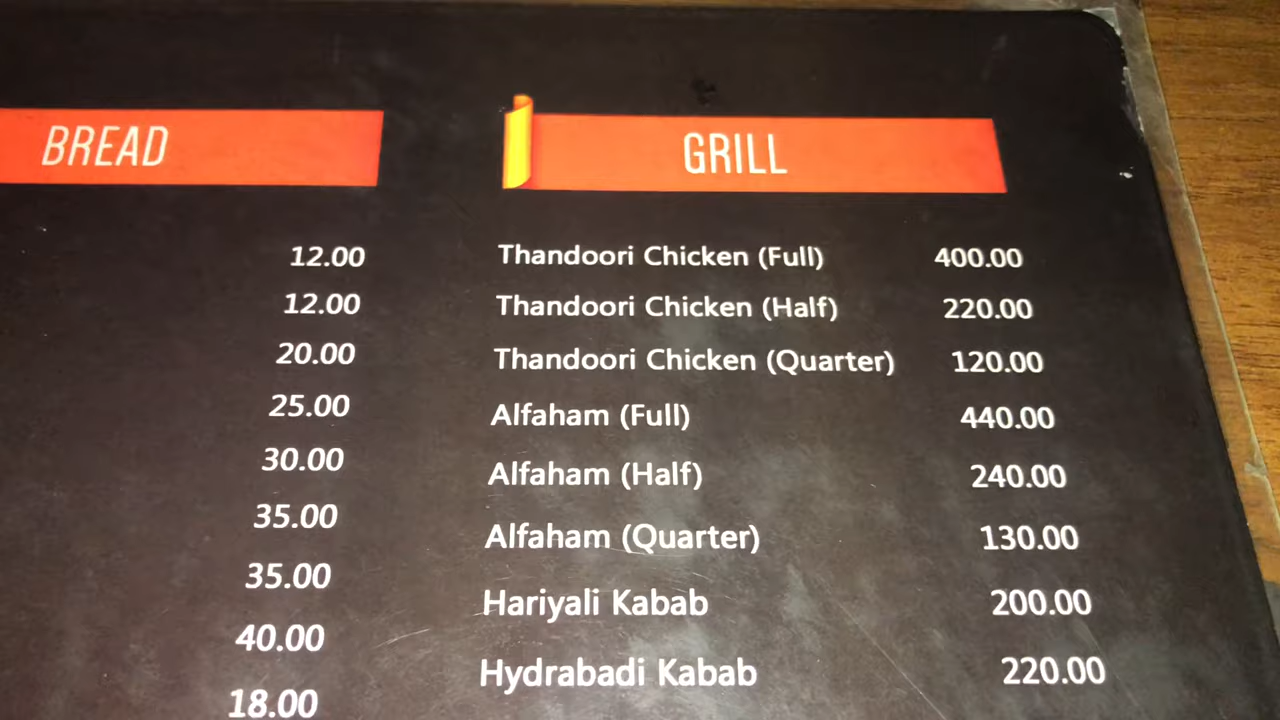 BREAD
12.00
12.00
20.00
25.00
30.00
35.00
35.00
40.00
18.00
GRILL
Thandoori Chicken (Full) 400.00
Thandoori Chicken (Half) 220.00
Thandoori Chicken (Quarter) 120.00
Alfaham (Full) 440.00
Alfaham (Half) 240.00
Alfaham (Quarter) 130.00
Hariyali Kabab 200.00
Hydrabadi Kabab 220.00